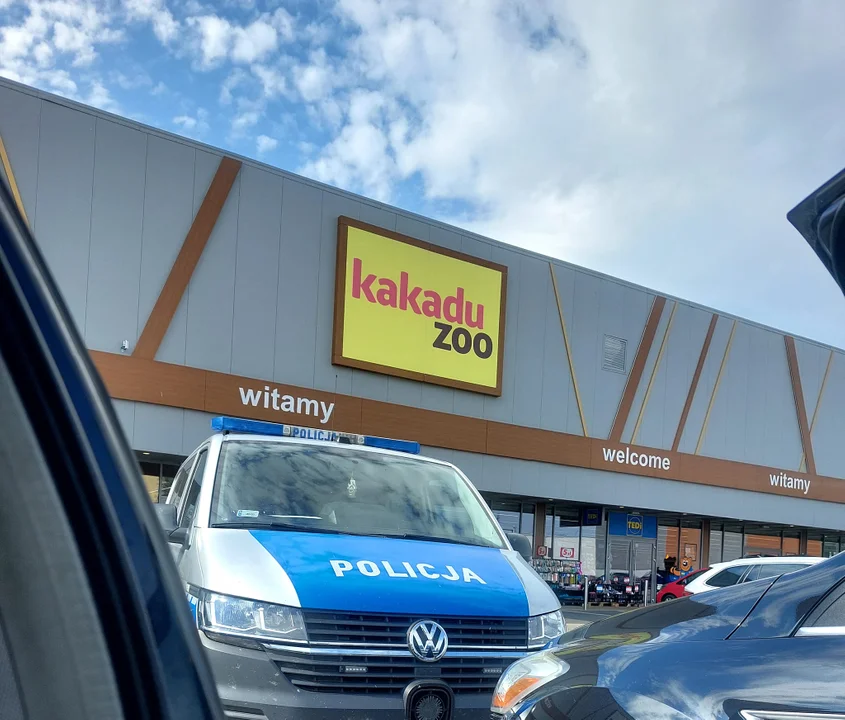 kakadu
zoo
witamy
welcome
witamy
POLICJA
TEDi
POLICJA